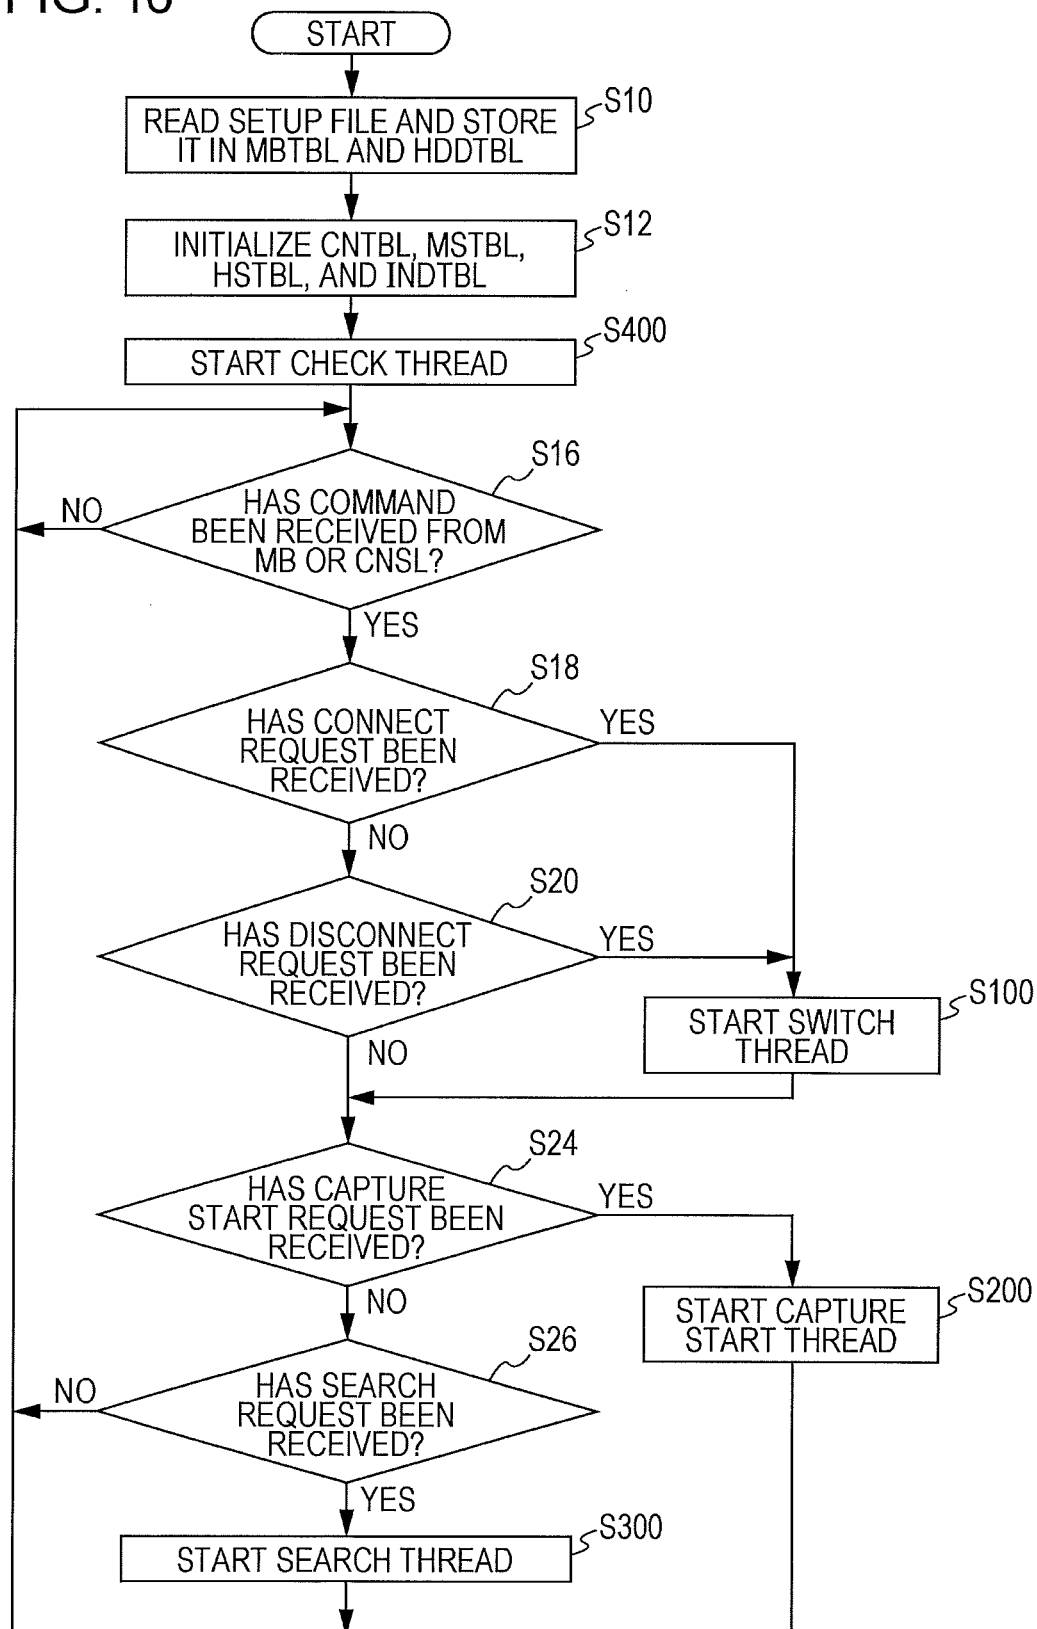 START
S10
READ SETUP FILE AND STORE
IT IN MBTBL AND HDDTBL
S12
INITIALIZE CNTBL, MSTBL,
HSTBL, AND INDTBL
S400
START CHECK THREAD
S16
HAS COMMAND
BEEN RECEIVED FROM
MB OR CNSL?
NO
YES
S18
HAS CONNECT
REQUEST BEEN
RECEIVED?
YES
NO
S20
HAS DISCONNECT
REQUEST BEEN
RECEIVED?
YES
NO
S100
START SWITCH
THREAD
S24
HAS CAPTURE
START REQUEST BEEN
RECEIVED?
YES
NO
S200
START CAPTURE
START THREAD
S26
HAS SEARCH
REQUEST BEEN
RECEIVED?
NO
YES
S300
START SEARCH THREAD